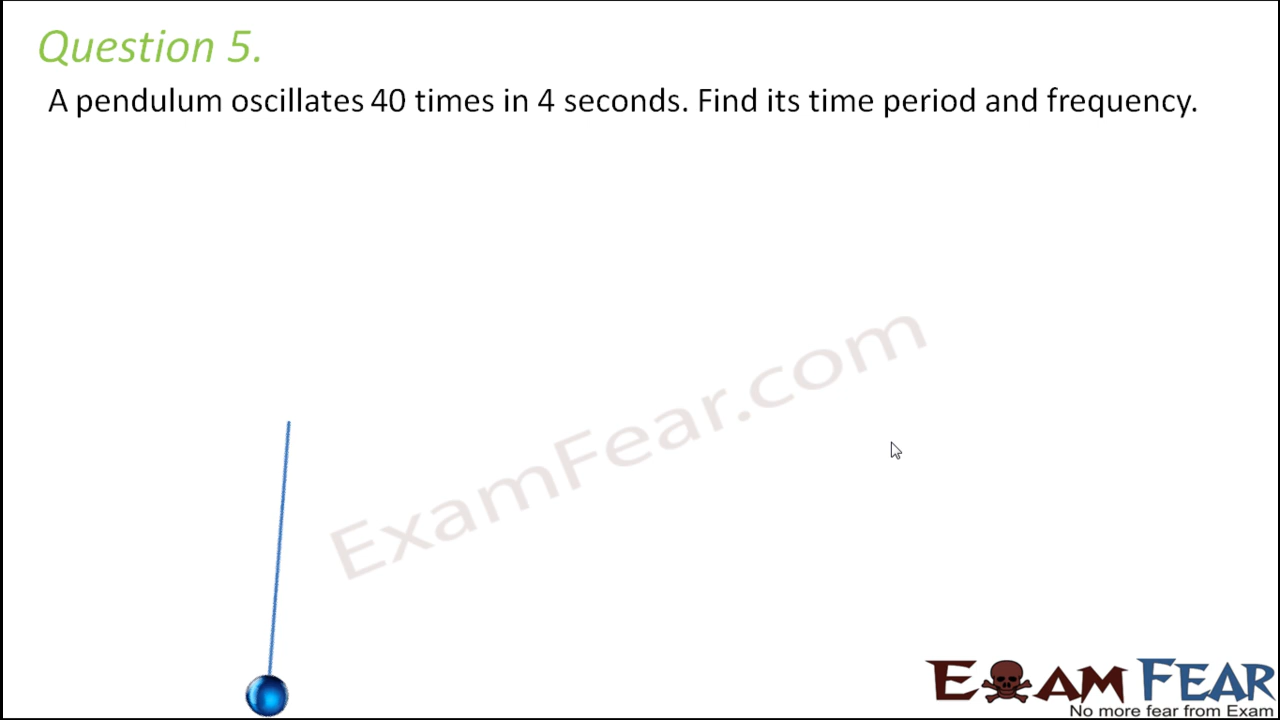 Question 5.
A pendulum oscillates 40 times in 4 seconds. Find its time period and frequency.
ExamFear.com
EXAM FEAR
No more fear from Exam